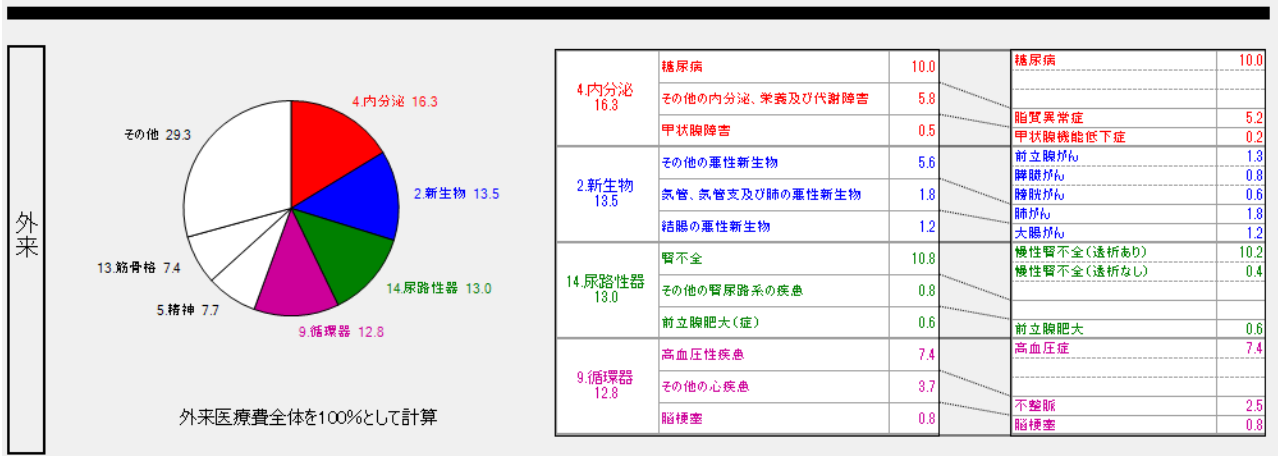 外来
4.内分泌 16.3
その他 29.3
2.新生物 13.5
13.筋骨格 7.4
14.尿路性器 13.0
5.精神 7.7
9.循環器 12.8
外来医療費全体を100%として計算
4.内分泌
16.3
糖尿病 10.0
その他の内分泌、栄養及び代謝障害 5.8
甲状腺障害 0.5
糖尿病 10.0
脂質異常症 5.2
甲状腺機能低下症 0.2
2.新生物
13.5
その他の悪性新生物 5.6
気管、気管支及び肺の悪性新生物 1.8
結腸の悪性新生物 1.2
前立腺がん 1.3
膵臓がん 0.8
膀胱がん 0.6
肺がん 1.8
大腸がん 1.2
14.尿路性器
13.0
腎不全 10.8
その他の腎尿路系の疾患 0.8
前立腺肥大(症) 0.6
慢性腎不全(透析あり) 10.2
慢性腎不全(透析なし) 0.4
前立腺肥大 0.6
9.循環器
12.8
高血圧性疾患 7.4
その他の心疾患 3.7
脳梗塞 0.8
高血圧症 7.4
不整脈 2.5
脳梗塞 0.8